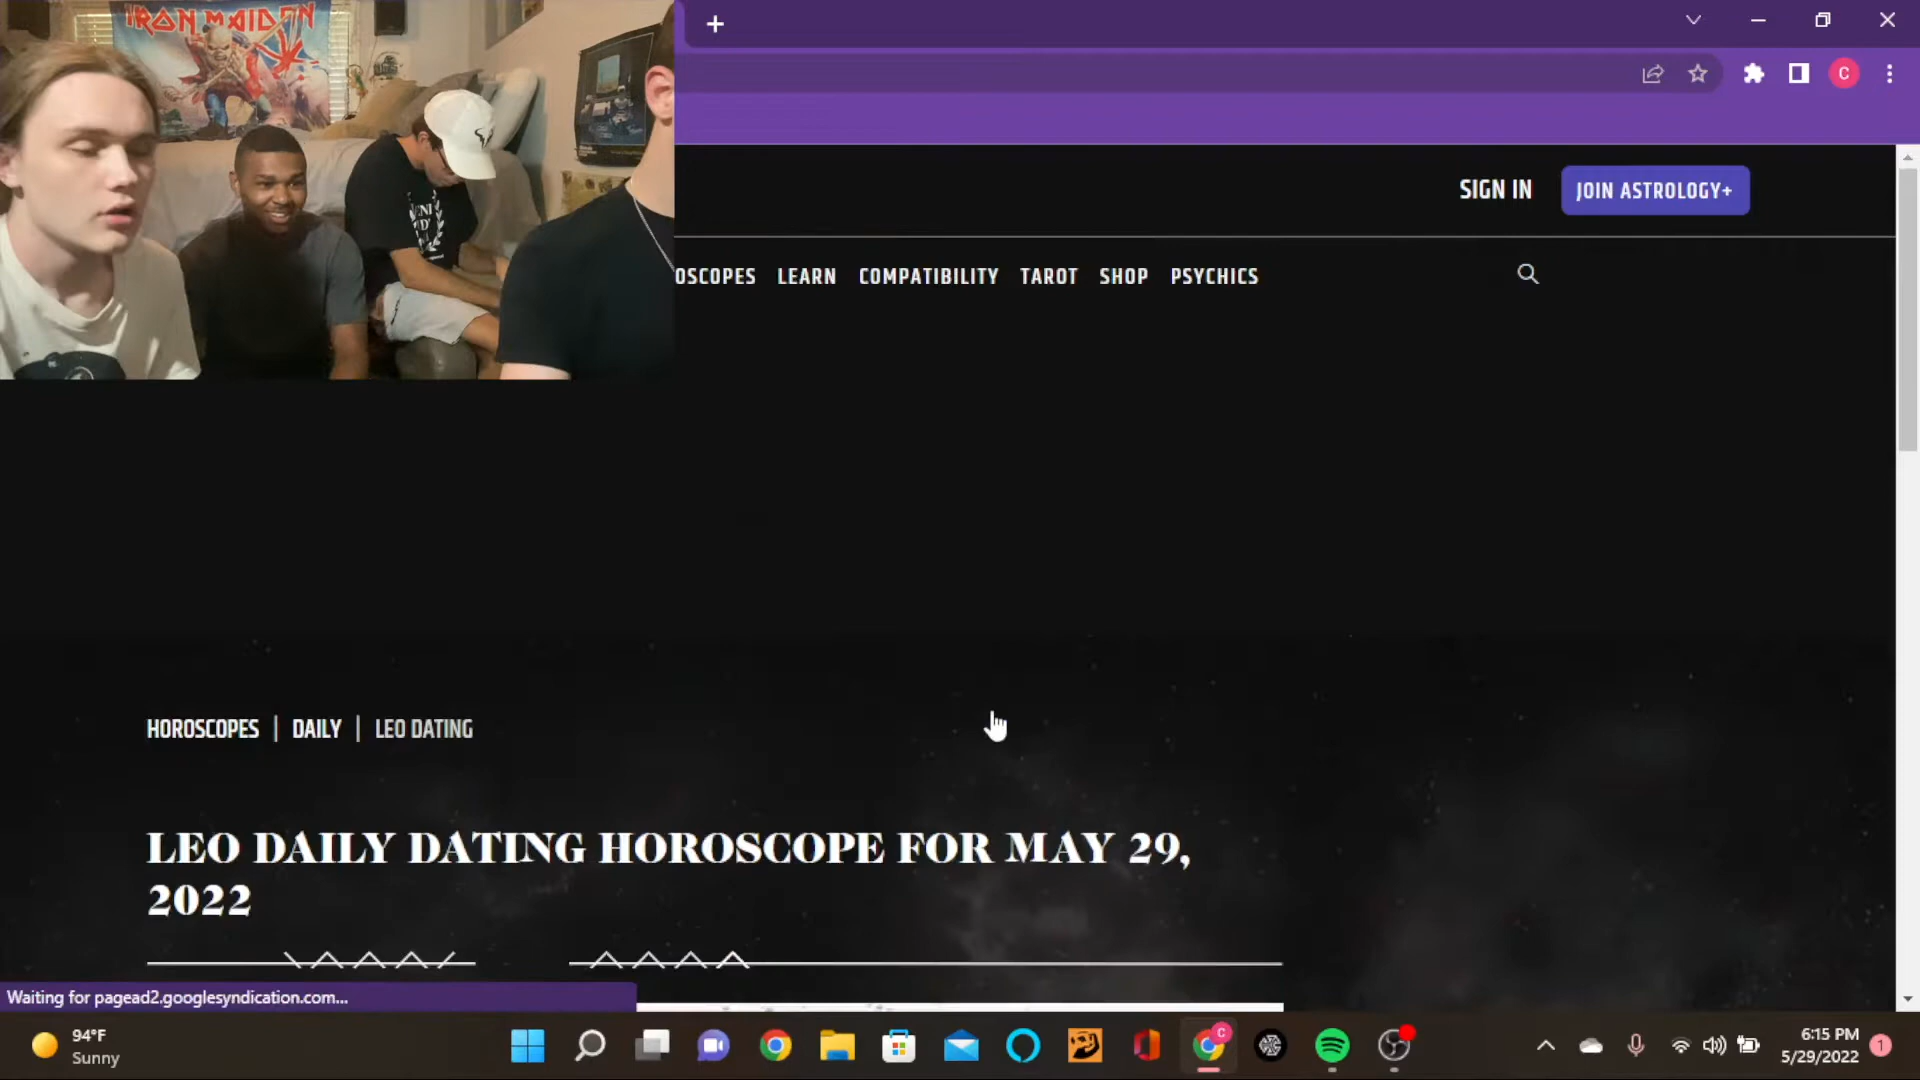 IRON MAIDEN
SIGN IN
JOIN ASTROLOGY+
OSCOPES LEARN COMPATIBILITY TAROT SHOP PSYCHICS
HOROSCOPES | DAILY | LEO DATING
LEO DAILY DATING HOROSCOPE FOR MAY 29,
2022
Waiting for pagead2.googlesyndication.com...
94°F
Sunny
C
C
6:15 PM
5/29/2022
1